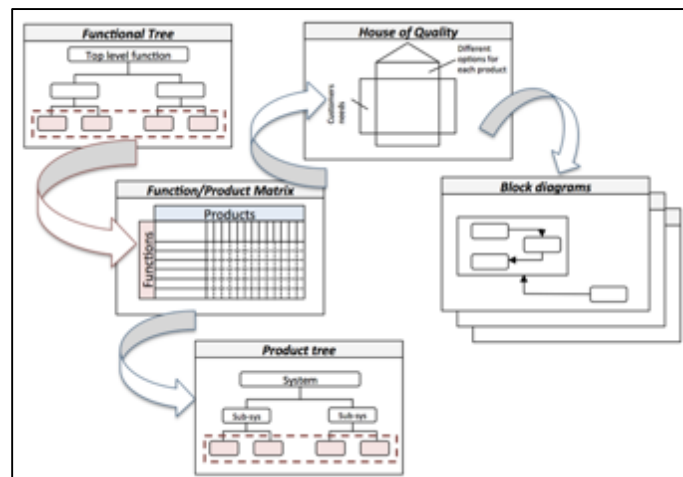 Functional Tree
Top level function
House of Quality
Different
options for
each product
Customers
needs
Function/Product Matrix
Products
Functions
Block diagrams
Product tree
System
Sub-sys
Sub-sys